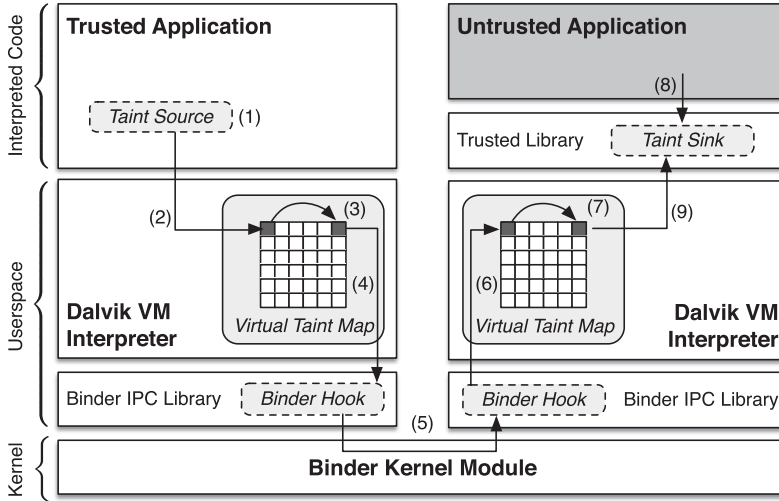 Interpreted Code
Trusted Application
Taint Source
(1)
Untrusted Application
(8)
Trusted Library
Taint Sink
Userspace
(2)
(3)
(4)
Virtual Taint Map
Dalvik VM
Interpreter
(6)
(7)
(9)
Virtual Taint Map
Dalvik VM
Interpreter
Binder IPC Library
Binder Hook
(5)
Binder Hook
Binder IPC Library
Kernel
Binder Kernel Module